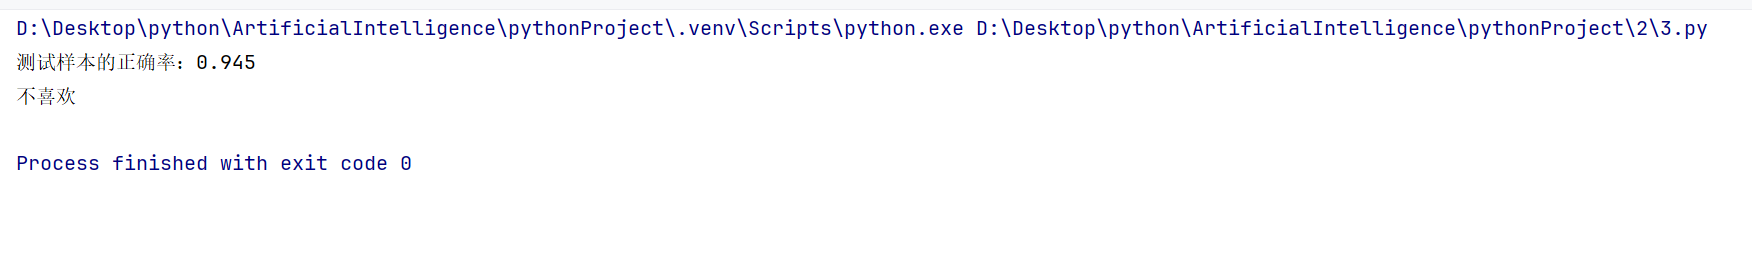 D:\Desktop\python\ArtificialIntelligence\pythonProject\.venv\Scripts\python.exe D:\Desktop\python\ArtificialIntelligence\pythonProject\2\3.py
测试样本的正确率：0.945
不喜欢
Process finished with exit code 0